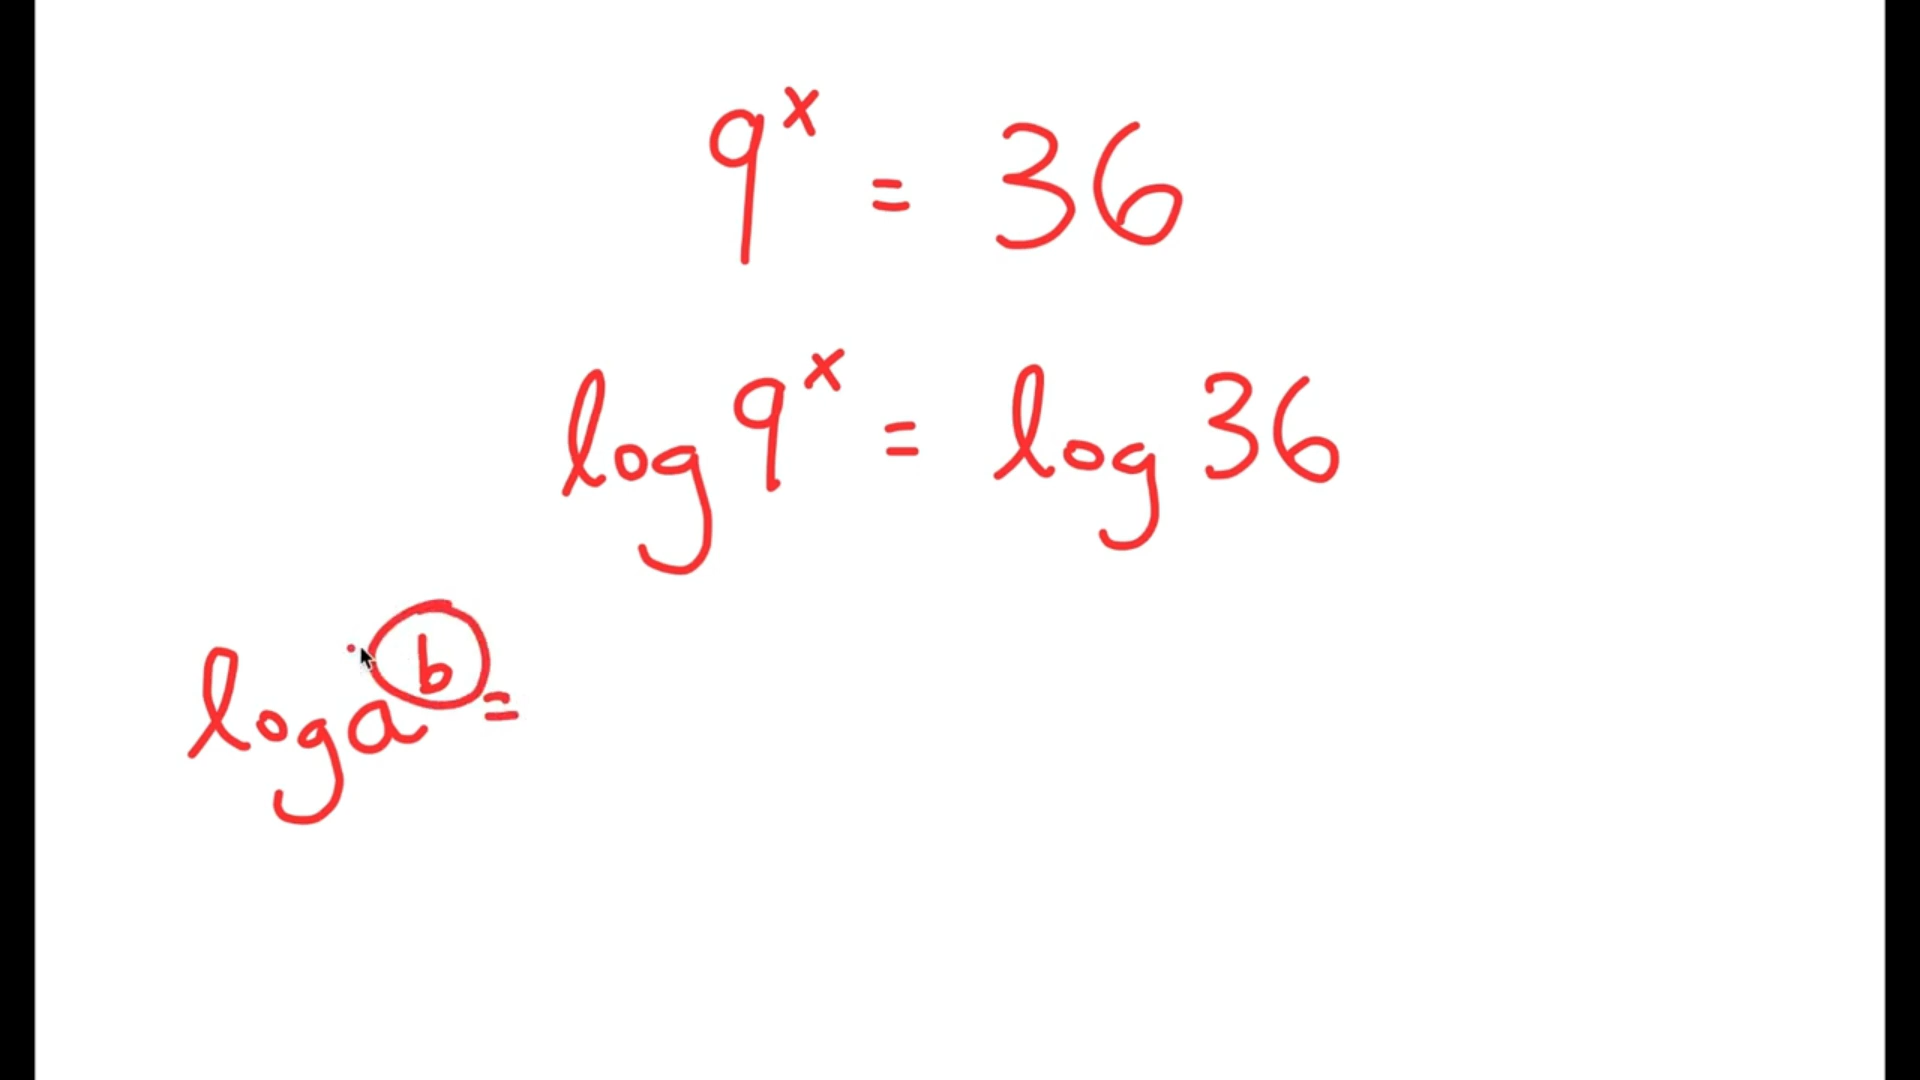 9^x = 36
log 9^x = log 36
log a^b =